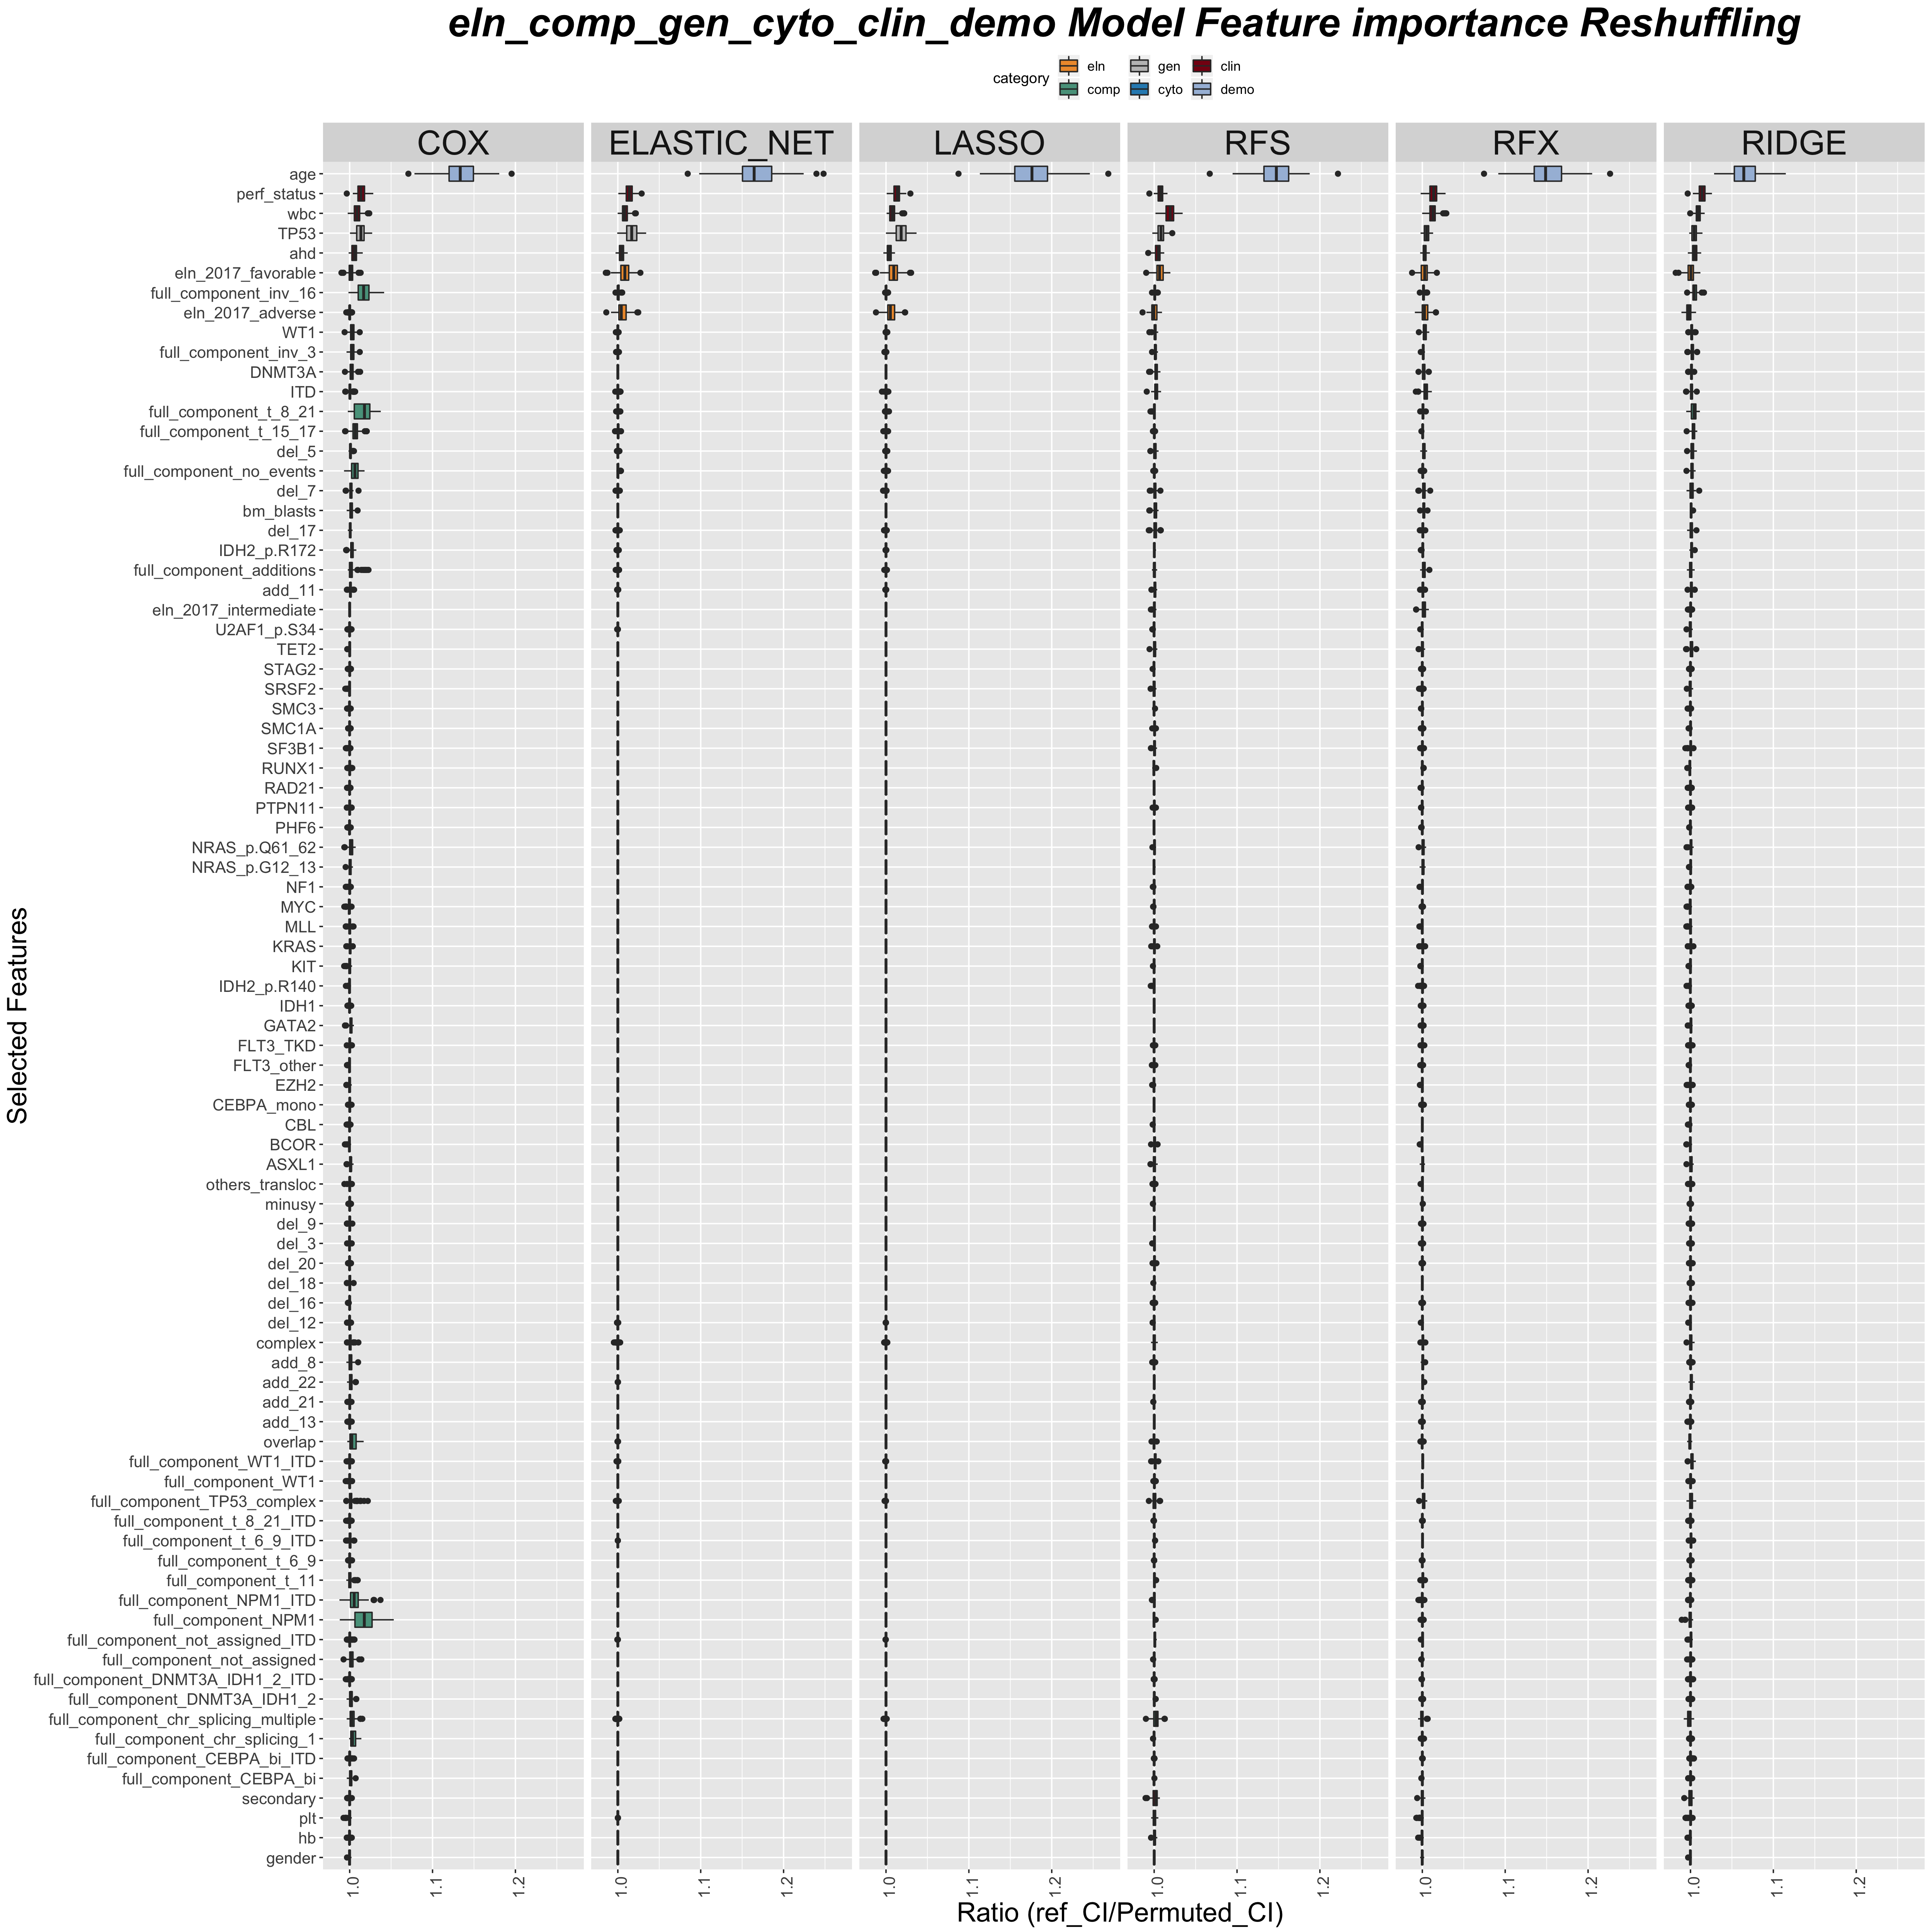 eln_comp_gen_cyto_clin_demo Model Feature importance Reshuffling
category eln gen clin
comp cyto demo
COX ELASTIC_NET LASSO RFS RFX RIDGE
age
perf_status
wbc
TP53
ahd
eln_2017_favorable
full_component_inv_16
eln_2017_adverse
WT1
full_component_inv_3
DNMT3A
ITD
full_component_t_8_21
full_component_t_15_17
del_5
full_component_no_events
del_7
bm_blasts
del_17
IDH2_p.R172
full_component_additions
add_11
eln_2017_intermediate
U2AF1_p.S34
TET2
STAG2
SRSF2
SMC3
SMC1A
SF3B1
RUNX1
RAD21
PTPN11
PHF6
NRAS_p.Q61_62
NRAS_p.G12_13
NF1
MYC
MLL
KRAS
KIT
IDH2_p.R140
IDH1
GATA2
FLT3_TKD
FLT3_other
EZH2
CEBPA_mono
CBL
BCOR
ASXL1
others_transloc
minusy
del_9
del_3
del_20
del_18
del_16
del_12
complex
add_8
add_22
add_21
add_13
overlap
full_component_WT1_ITD
full_component_WT1
full_component_TP53_complex
full_component_t_8_21_ITD
full_component_t_6_9_ITD
full_component_t_6_9
full_component_t_11
full_component_NPM1_ITD
full_component_NPM1
full_component_not_assigned_ITD
full_component_not_assigned
full_component_DNMT3A_IDH1_2_ITD
full_component_DNMT3A_IDH1_2
full_component_chr_splicing_multiple
full_component_chr_splicing_1
full_component_CEBPA_bi_ITD
full_component_CEBPA_bi
secondary
plt
hb
gender
Selected Features
1.0 1.1 1.2 1.0 1.1 1.2 1.0 1.1 1.2 1.0 1.1 1.2 1.0 1.1 1.2 1.0 1.1 1.2
Ratio (ref_CI/Permuted_CI)